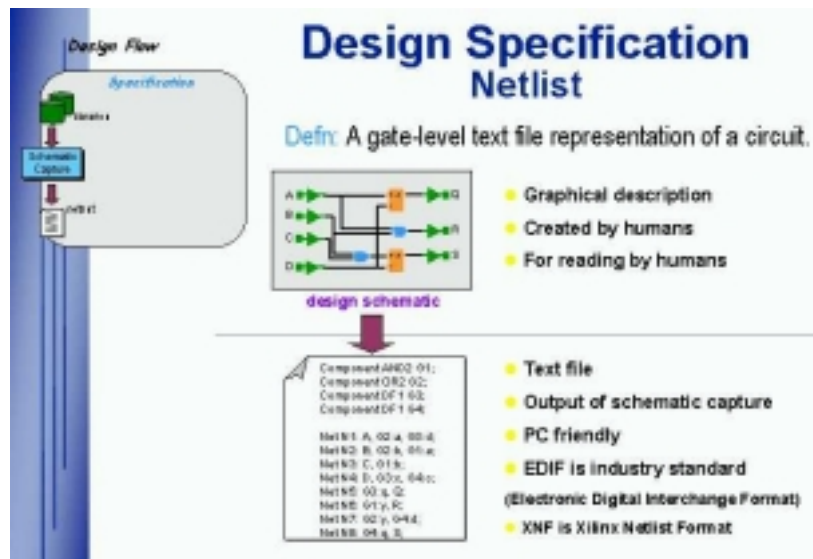 Design Flow
Specification
Schematic
Capture
netlist
Design Specification
Netlist
Defn: A gate-level text file representation of a circuit.
A
B
C
D
Q
R
S
design schematic
Graphical description
Created by humans
For reading by humans
Component AND2 G1;
Component OR2 G2;
Component DF1 G3;
Component DF1 G4;
Net N1: A, G2:a, G3:d;
Net N2: B, G2:b, G1:a;
Net N3: C, G1:b;
Net N4: D, G3:c, G4:c;
Net N5: G3:q, Q;
Net N6: G1:y, R;
Net N7: G2:y, G4:d;
Net N8: G4:q, S;
Text file
Output of schematic capture
PC friendly
EDIF is industry standard
(Electronic Digital Interchange Format)
XNF is Xilinx Netlist Format